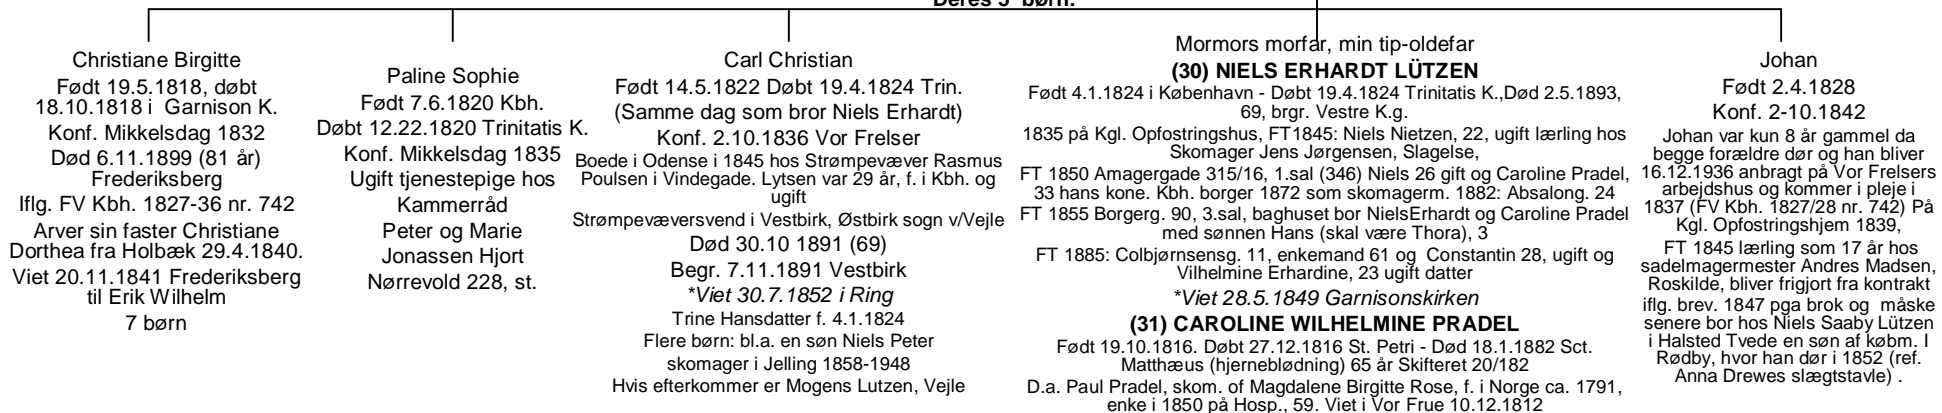 Deres 5 børn:
Christiane Birgitte
Født 19.5.1818, døbt
18.10.1818 i Garnison K.
Konf. Mikkelsdag 1832
Død 6.11.1899 (81 år)
Frederiksberg
Iflg. FV Kbh. 1827-36 nr. 742
Arver sin faster Christiane
Dorthea fra Holbæk 29.4.1840.
Viet 20.11.1841 Frederiksberg
til Erik Wilhelm
7 børn
Paline Sophie
Født 7.6.1820 Kbh.
Døbt 12.22.1820 Trinitatis K.
Konf. Mikkelsdag 1835
Ugift tjenestepige hos
Kammerråd
Peter og Marie
Jonassen Hjort
Nørrevold 228, st.
Carl Christian
Født 14.5.1822 Døbt 19.4.1824 Trin.
(Samme dag som bror Niels Erhardt)
Konf. 2.10.1836 Vor Frelser
Boede i Odense i 1845 hos Strømpevæver Rasmus
Poulsen i Vindegade. Lytsen var 29 år, f. i Kbh. og
ugift
Strømpevæversvend i Vestbirk, Østbirk sogn v/Vejle
Død 30.10 1891 (69)
Begr. 7.11.1891 Vestbirk
*Viet 30.7.1852 i Ring
Trine Hansdatter f. 4.1.1824
Flere børn: bl.a. en søn Niels Peter
skomager i Jelling 1858-1948
Hvis efterkommer er Mogens Lutzen, Vejle
Mormors morfar, min tip-oldefar
(30) NIELS ERHARDT LÜTZEN
Født 4.1.1824 i København - Døbt 19.4.1824 Trinitatis K.,Død 2.5.1893,
69, brgr. Vestre K.g.
1835 på Kgl. Opfostringshus, FT1845: Niels Nietzen, 22, ugift lærling hos
Skomager Jens Jørgensen, Slagelse,
FT 1850 Amagergade 315/16, 1.sal (346) Niels 26 gift og Caroline Pradel,
33 hans kone. Kbh. borger 1872 som skomagerm. 1882: Absalong. 24
FT 1855 Borgerg. 90, 3.sal, baghuset bor NielsErhardt og Caroline Pradel
med sønnen Hans (skal være Thora), 3
FT 1885: Colbjørnsensg. 11, enkemand 61 og Constantin 28, ugift og
Vilhelmine Erhardine, 23 ugift datter
*Viet 28.5.1849 Garnisonskirken
(31) CAROLINE WILHELMINE PRADEL
Født 19.10.1816. Døbt 27.12.1816 St. Petri - Død 18.1.1882 Sct.
Matthæus (hjerneblødning) 65 år Skifteret 20/182
D.a. Paul Pradel, skom. of Magdalene Birgitte Rose, f. i Norge ca. 1791,
enke i 1850 på Hosp., 59. Viet i Vor Frue 10.12.1812
Johan
Født 2.4.1828
Konf. 2-10.1842
Johan var kun 8 år gammel da
begge forældre dør og han bliver
16.12.1936 anbragt på Vor Frelsers
arbejdshus og kommer i pleje i
1837 (FV Kbh. 1827/28 nr. 742) På
Kgl. Opfostringshjem 1839,
FT 1845 lærling som 17 år hos
sadelmagermester Andres Madsen,
Roskilde, bliver frigjort fra kontrakt
iflg. brev. 1847 pga brok og måske
senere bor hos Niels Saaby Lützen
i Halsted Tvede en søn af købm. I
Rødby, hvor han dør i 1852 (ref.
Anna Drewes slægtstavle) .